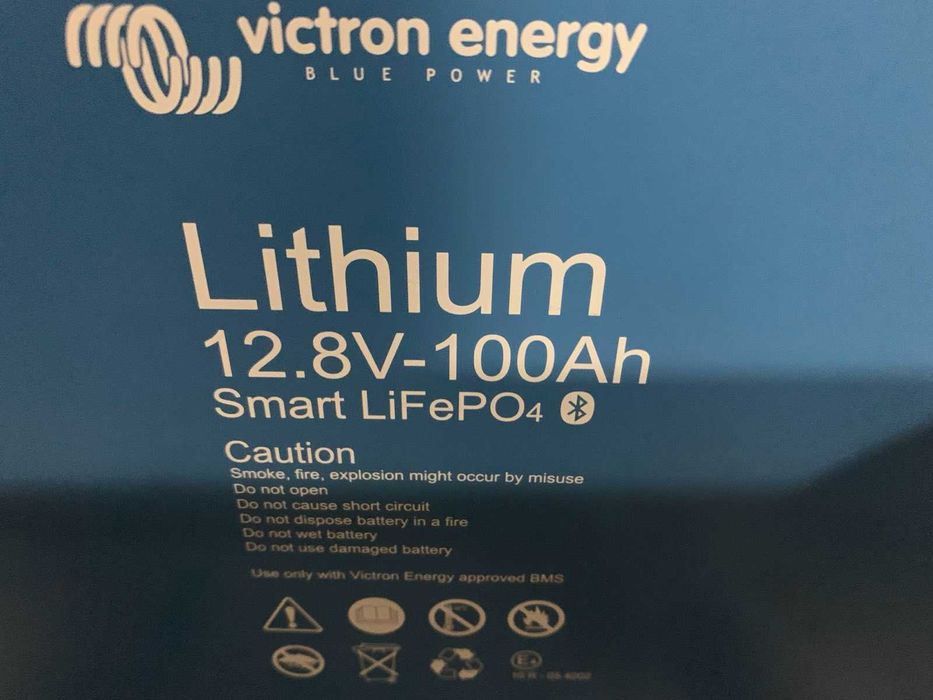 victron energy
BLUE POWER
Lithium
12.8V-100Ah
Smart LiFePO4
Caution
Smoke, fire, explosion might occur by misuse
Do not open
Do not cause short circuit
Do not dispose battery in a fire
Do not wet battery
Do not use damaged battery
Use only with Victron Energy approved BMS